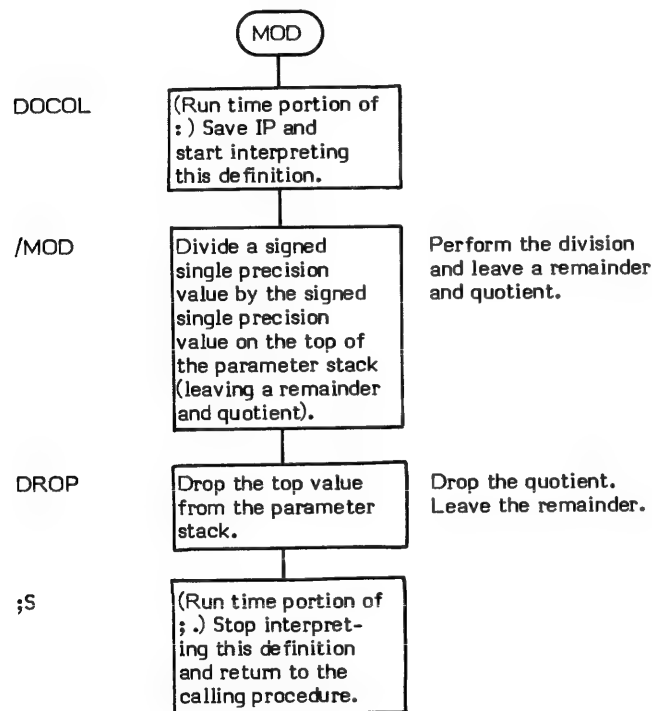 MOD
DOCOL
(Run time portion of
: ) Save IP and
start interpreting
this definition.
/MOD
Divide a signed
single precision
value by the signed
single precision
value on the top of
the parameter stack
(leaving a remainder
and quotient).
Perform the division
and leave a remainder
and quotient.
DROP
Drop the top value
from the parameter
stack.
Drop the quotient.
Leave the remainder.
;S
(Run time portion of
; .) Stop interpret-
ing this definition
and return to the
calling procedure.